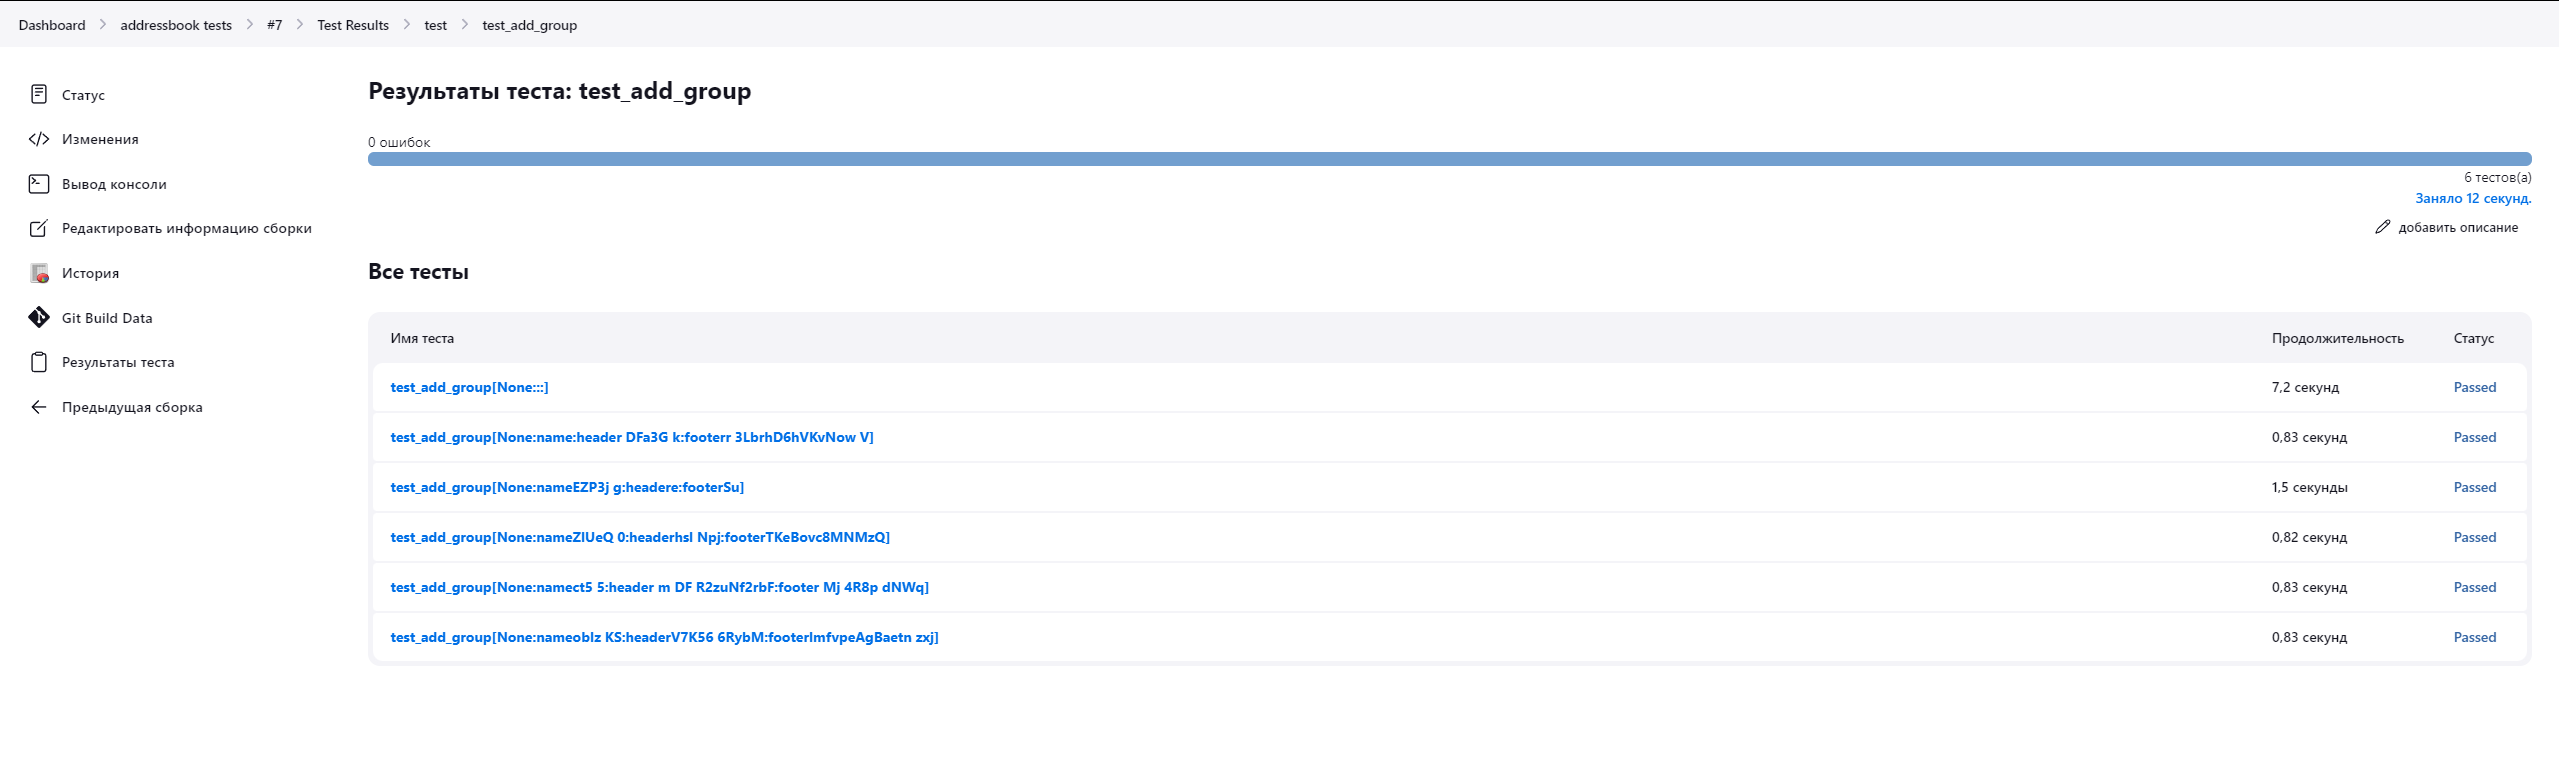 Dashboard > addressbook tests > #7 > Test Results > test > test_add_group
Статус
Изменения
Вывод консоли
Редактировать информацию сборки
История
Git Build Data
Результаты теста
Предыдущая сборка
Результаты теста: test_add_group
0 ошибок
6 тестов(а)
Заняло 12 секунд.
добавить описание
Все тесты
Имя теста Продолжительность Статус
test_add_group[None:::] 7,2 секунд Passed
test_add_group[None:name:header DFa3G k:footerr 3LbrhD6hVKvNow V] 0,83 секунд Passed
test_add_group[None:nameEZP3j g:headere:footerSu] 1,5 секунды Passed
test_add_group[None:nameZlUeQ 0:headerhsl Npj:footerTKeBovc8MNMzQ] 0,82 секунд Passed
test_add_group[None:namect5 5:header m DF R2zuNf2rbF:footer Mj 4R8p dNWq] 0,83 секунд Passed
test_add_group[None:nameoblz KS:headerV7K56 6RybM:footerlmfvpeAgBaetn zxj] 0,83 секунд Passed